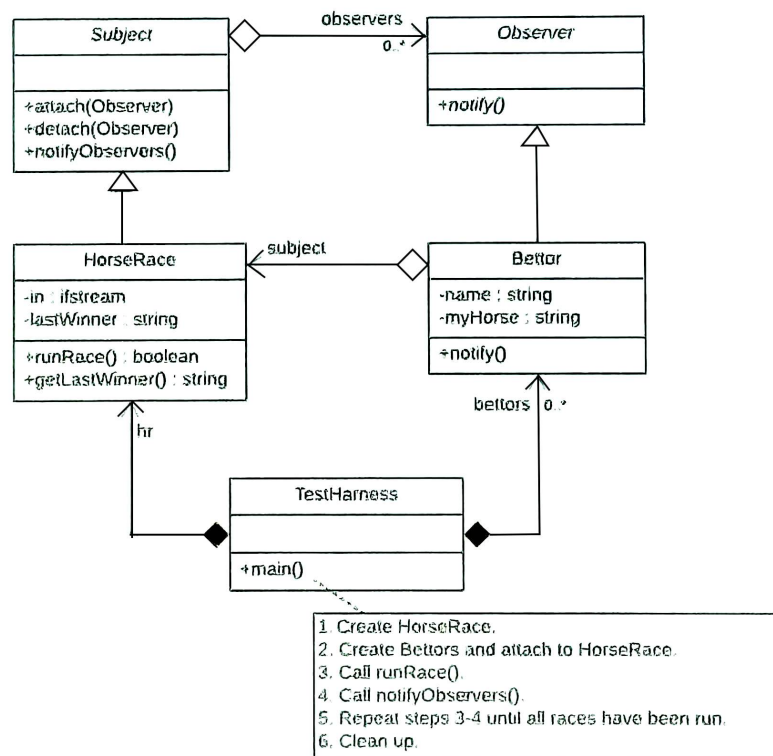 Subject
observers
0..*
Observer
+attach(Observer)
+detach(Observer)
+notifyObservers()
+notify()
HorseRace
subject
Bettor
-in : ifstream
-lastWinner : string
-name : string
-myHorse : string
+runRace() : boolean
+getLastWinner() : string
+notify()
hr
bettors 0..*
TestHarness
+main()
1. Create HorseRace.
2. Create Bettors and attach to HorseRace.
3. Call runRace().
4. Call notifyObservers().
5. Repeat steps 3-4 until all races have been run.
6. Clean up.